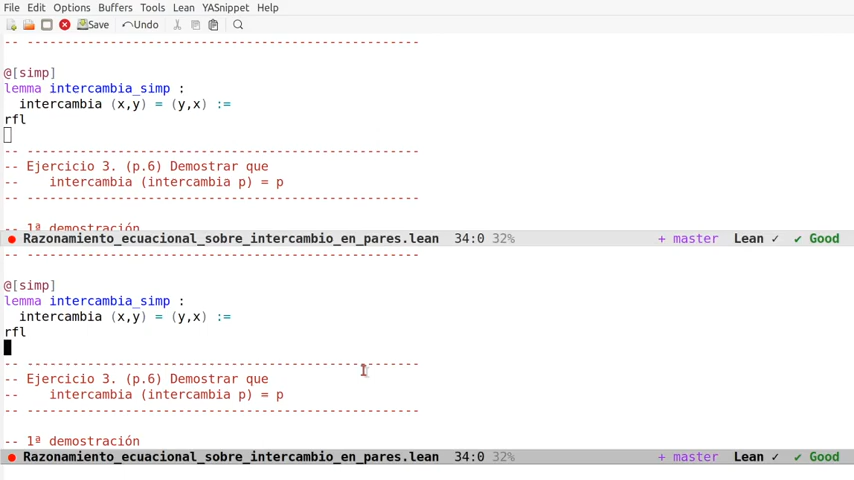 File Edit Options Buffers Tools Lean YASnippet Help
Save Undo
-- ----------------------------------------------------
@[simp]
lemma intercambia_simp :
intercambia (x,y) = (y,x) :=
rfl
-- ----------------------------------------------------
-- Ejercicio 3. (p.6) Demostrar que
-- intercambia (intercambia p) = p
-- ----------------------------------------------------
-- 1ª demostración
Razonamiento_ecuacional_sobre_intercambio_en_pares.lean 34:0 32% + master Lean ✓ ✔ Good
-- ----------------------------------------------------
@[simp]
lemma intercambia_simp :
intercambia (x,y) = (y,x) :=
rfl
-- ----------------------------------------------------
-- Ejercicio 3. (p.6) Demostrar que
-- intercambia (intercambia p) = p
-- ----------------------------------------------------
-- 1ª demostración
Razonamiento_ecuacional_sobre_intercambio_en_pares.lean 34:0 32% + master Lean ✓ ✔ Good